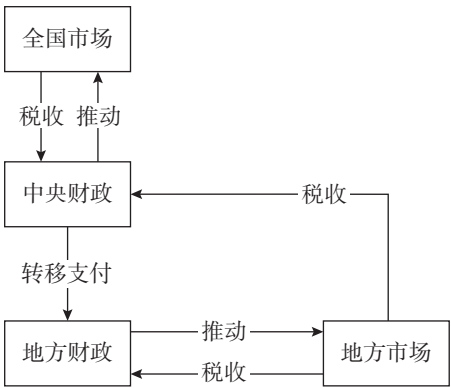 全国市场
税收 推动
中央财政
税收
转移支付
推动
地方财政
地方市场
税收